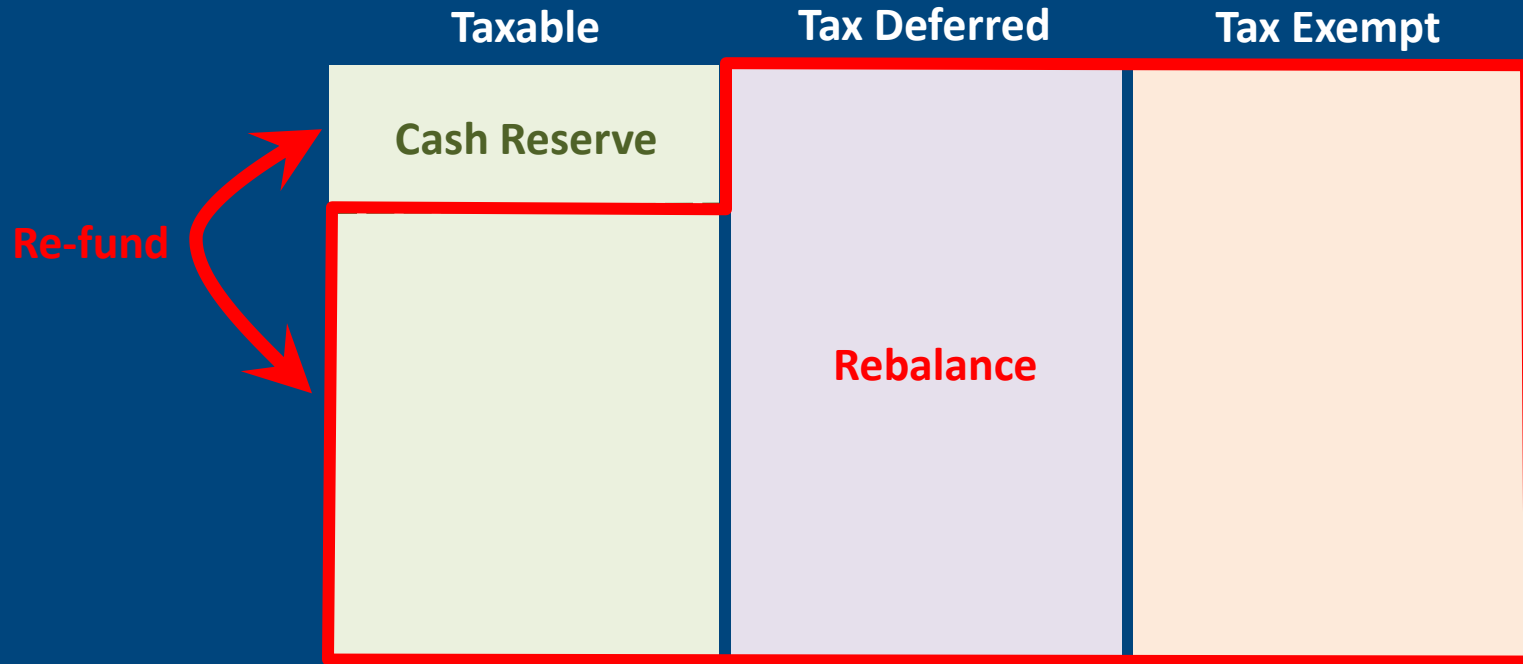 Taxable
Tax Deferred
Tax Exempt
Cash Reserve
Re-fund
Rebalance